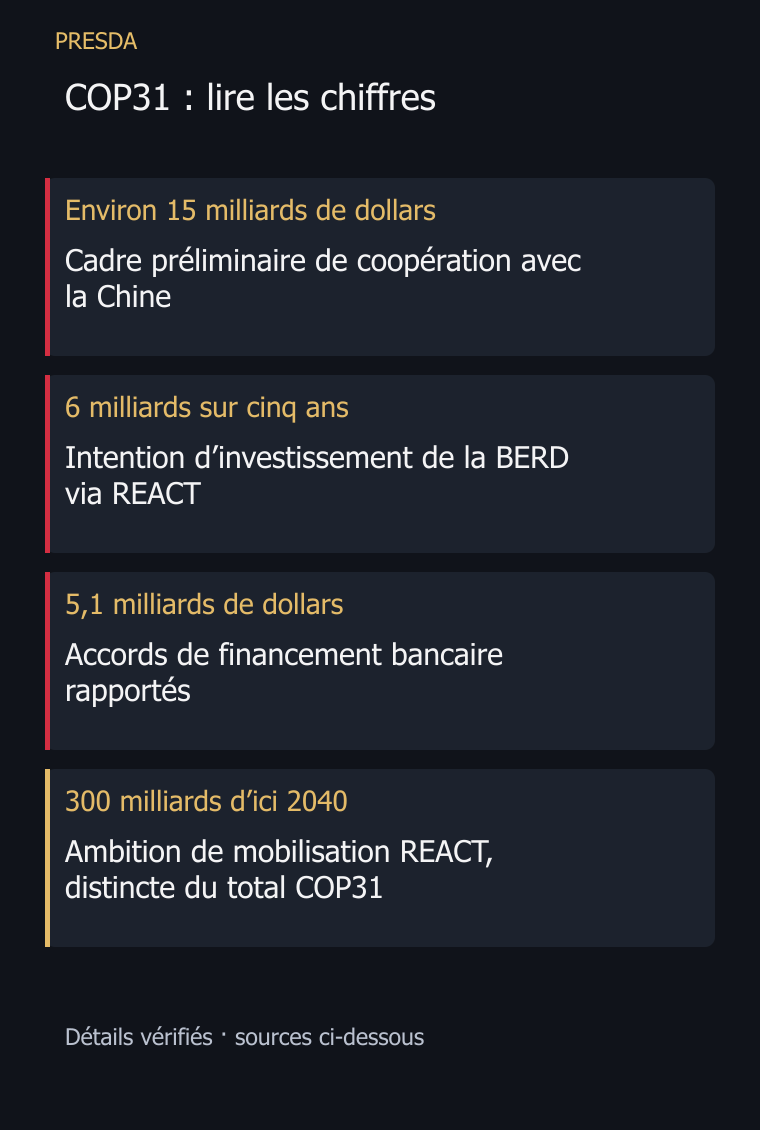 PRESDA
COP31 : lire les chiffres
Environ 15 milliards de dollars
Cadre préliminaire de coopération avec
la Chine
6 milliards sur cinq ans
Intention d’investissement de la BERD
via REACT
5,1 milliards de dollars
Accords de financement bancaire
rapportés
300 milliards d’ici 2040
Ambition de mobilisation REACT,
distincte du total COP31
Détails vérifiés · sources ci-dessous